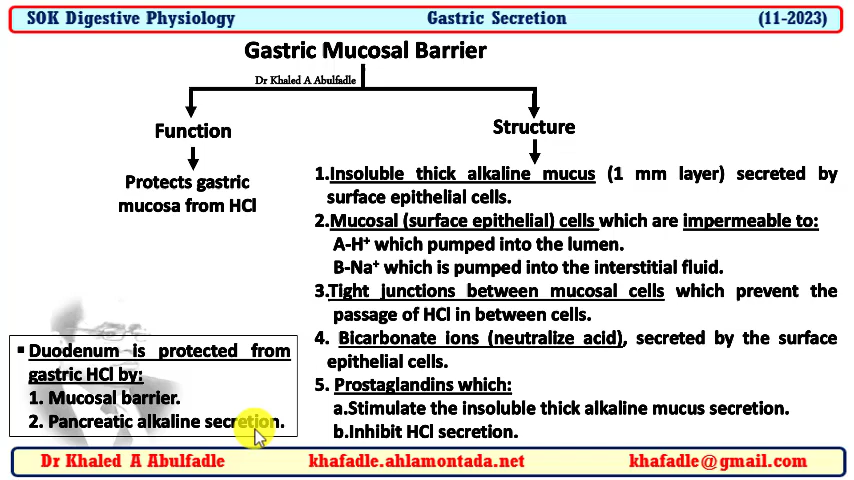 SOK Digestive Physiology Gastric Secretion (11-2023)
Gastric Mucosal Barrier
Dr Khaled A Abulfadle
Function
Protects gastric
mucosa from HCl
Structure
1.Insoluble thick alkaline mucus (1 mm layer) secreted by
surface epithelial cells.
2.Mucosal (surface epithelial) cells which are impermeable to:
A-H⁺ which pumped into the lumen.
B-Na⁺ which is pumped into the interstitial fluid.
3.Tight junctions between mucosal cells which prevent the
passage of HCl in between cells.
4. Bicarbonate ions (neutralize acid), secreted by the surface
epithelial cells.
5. Prostaglandins which:
a.Stimulate the insoluble thick alkaline mucus secretion.
b.Inhibit HCl secretion.
▪ Duodenum is protected from
gastric HCl by:
1. Mucosal barrier.
2. Pancreatic alkaline secretion.
Dr Khaled A Abulfadle khafadle.ahlamontada.net khafadle@gmail.com